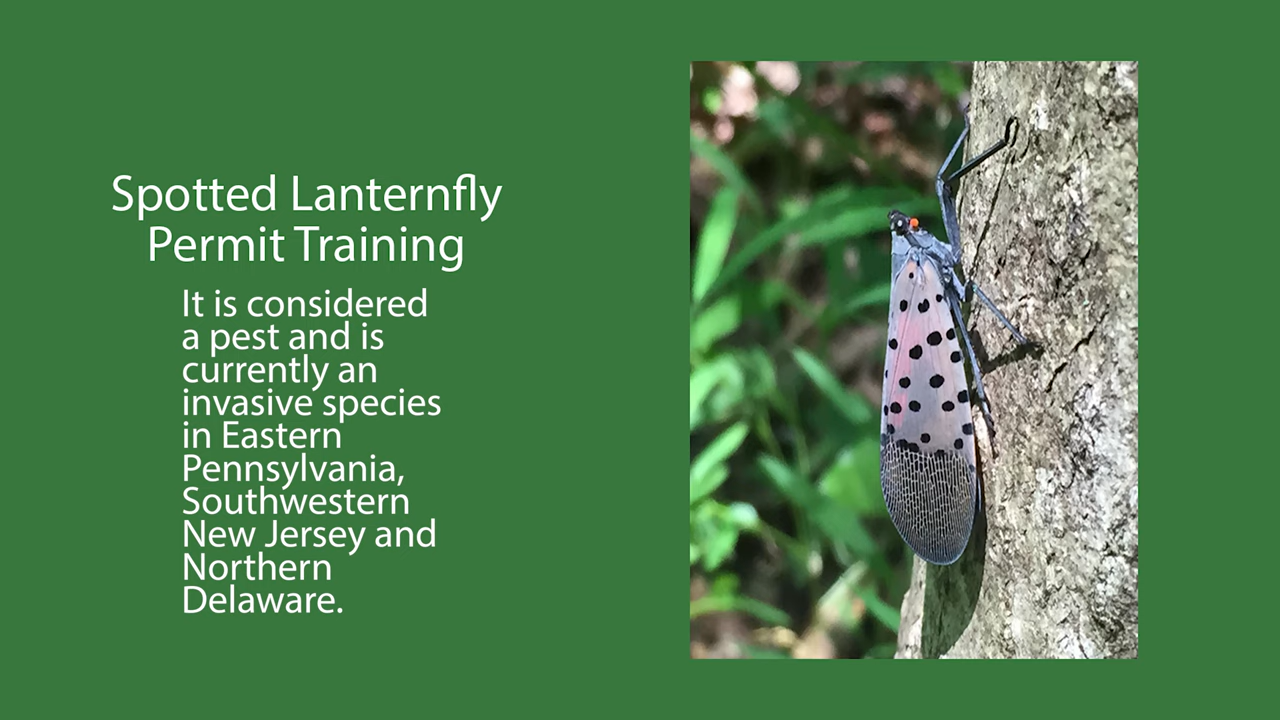 Spotted Lanternfly
Permit Training
It is considered
a pest and is
currently an
invasive species
in Eastern
Pennsylvania,
Southwestern
New Jersey and
Northern
Delaware.